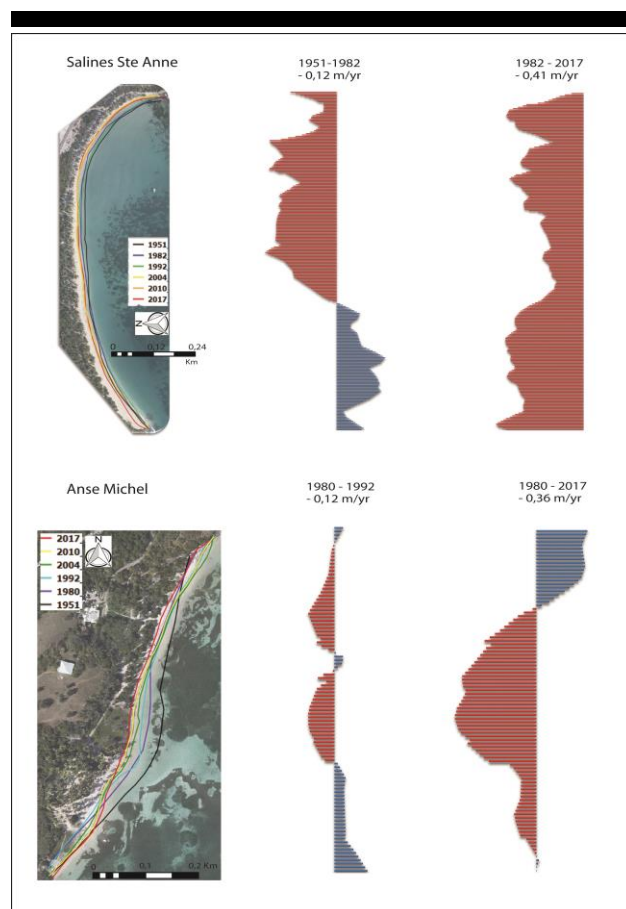 Salines Ste Anne
1951-1982
- 0,12 m/yr
1982 - 2017
- 0,41 m/yr
1951
1982
1992
2004
2010
2017
N
0 0,12 0,24
Km
Anse Michel
1980 - 1992
- 0,12 m/yr
1980 - 2017
- 0,36 m/yr
2017
2010
2004
1992
1980
1951
N
0 0,1 0,2 Km